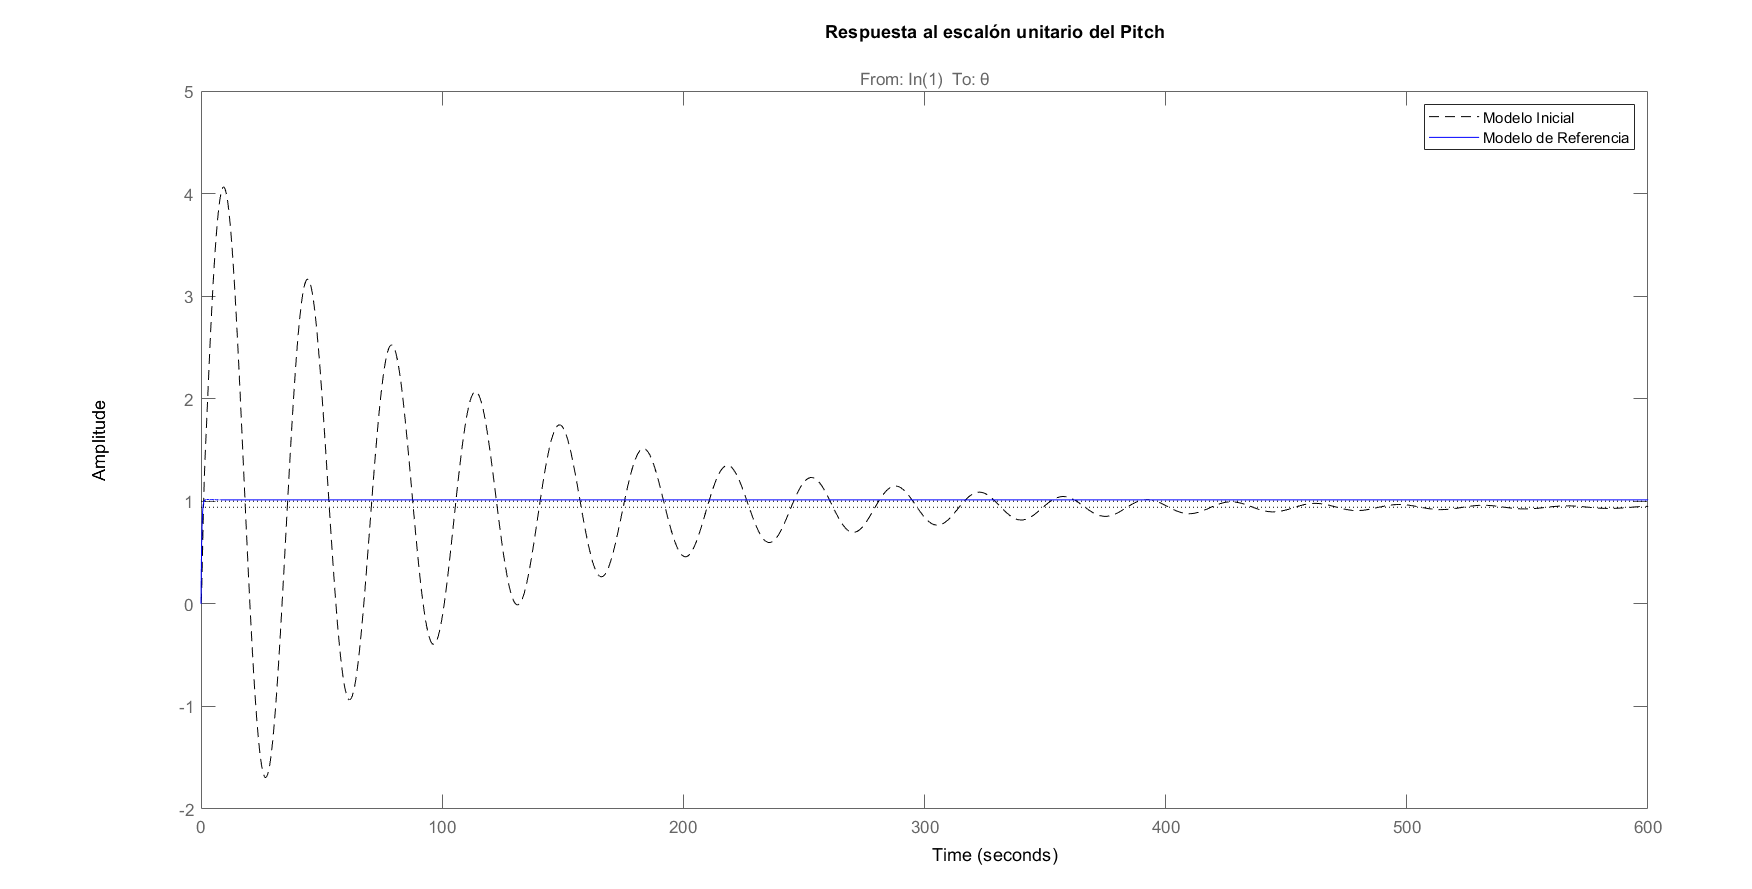 Respuesta al escalón unitario del Pitch
From: In(1) To: θ
5
4
3
2
1
0
-1
-2
Amplitude
Modelo Inicial
Modelo de Referencia
0 100 200 300 400 500 600
Time (seconds)